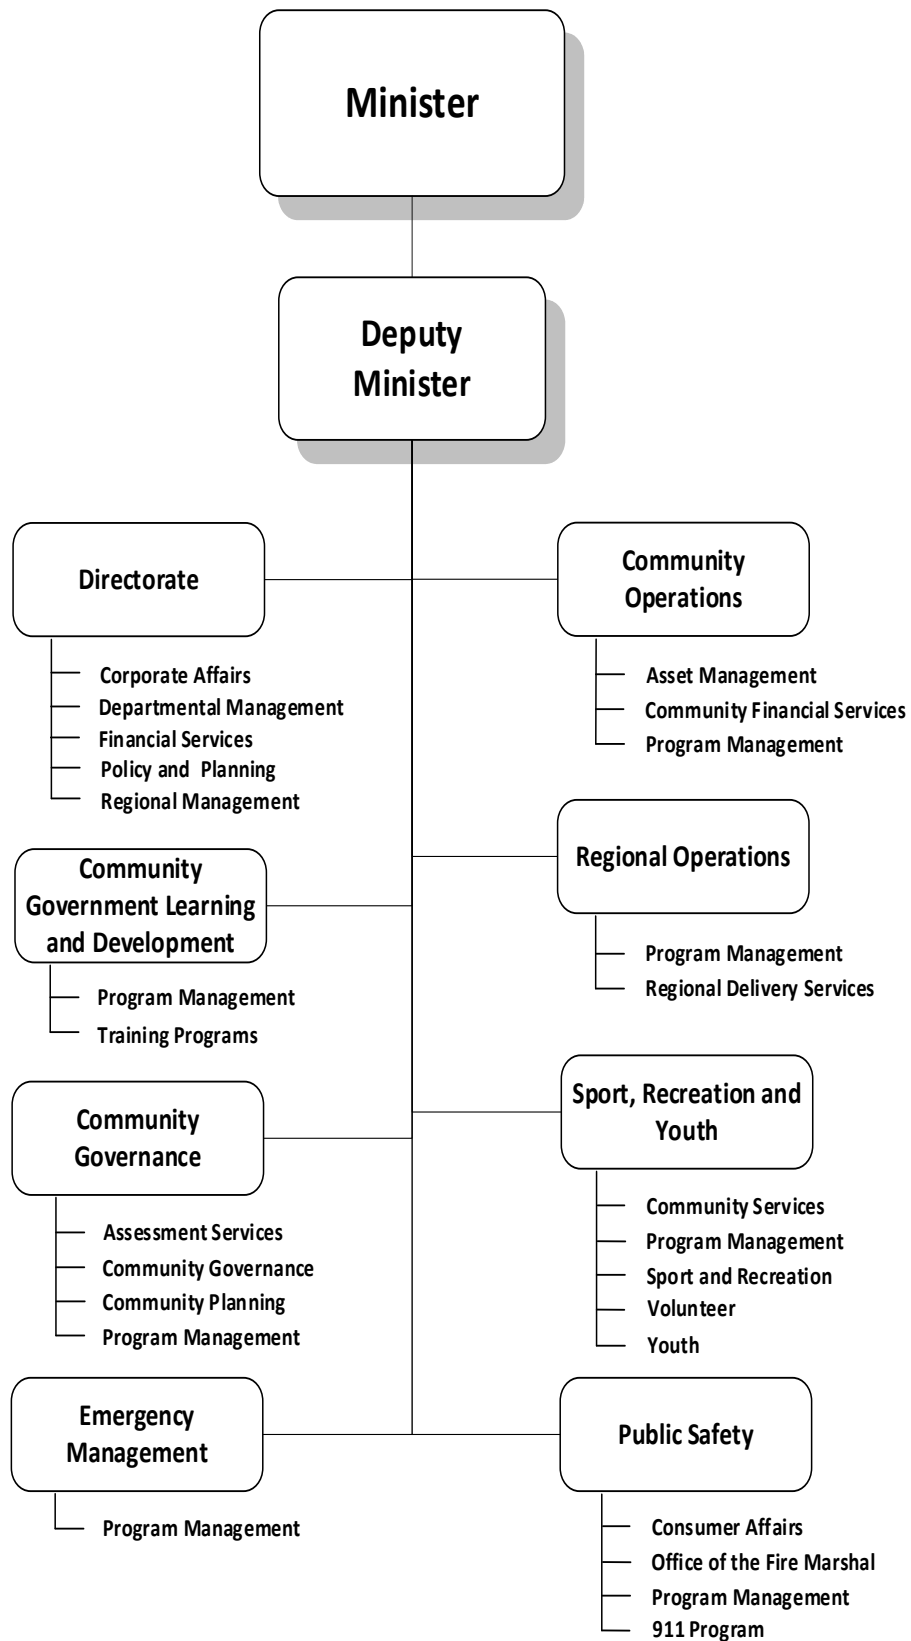 Minister
Deputy
Minister
Directorate
Corporate Affairs
Departmental Management
Financial Services
Policy and Planning
Regional Management
Community
Operations
Asset Management
Community Financial Services
Program Management
Community
Government Learning
and Development
Program Management
Training Programs
Regional Operations
Program Management
Regional Delivery Services
Community
Governance
Assessment Services
Community Governance
Community Planning
Program Management
Sport, Recreation and
Youth
Community Services
Program Management
Sport and Recreation
Volunteer
Youth
Emergency
Management
Program Management
Public Safety
Consumer Affairs
Office of the Fire Marshal
Program Management
911 Program